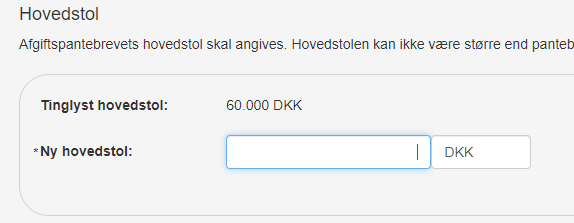 Hovedstol
Afgiftspantebrevets hovedstol skal angives. Hovedstolen kan ikke være større end
Tinglyst hovedstol: 60.000 DKK
*Ny hovedstol: DKK